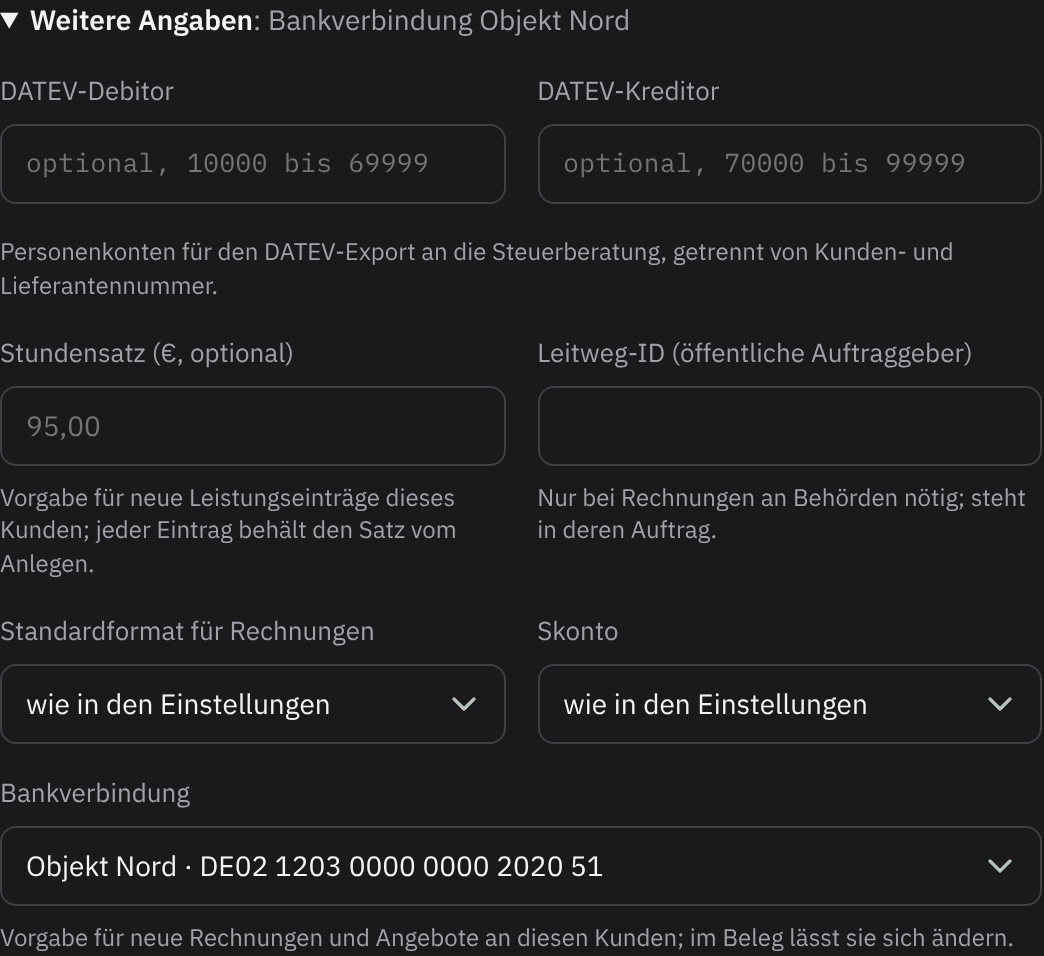 Weitere Angaben: Bankverbindung Objekt Nord
DATEV-Debitor
DATEV-Kreditor
optional, 10000 bis 69999
optional, 70000 bis 99999
Personenkonten für den DATEV-Export an die Steuerberatung, getrennt von Kunden- und
Lieferantennummer.
Stundensatz (€, optional)
Leitweg-ID (öffentliche Auftraggeber)
95,00
Vorgabe für neue Leistungseinträge dieses
Kunden; jeder Eintrag behält den Satz vom
Anlegen.
Nur bei Rechnungen an Behörden nötig; steht
in deren Auftrag.
Standardformat für Rechnungen
Skonto
wie in den Einstellungen
wie in den Einstellungen
Bankverbindung
Objekt Nord · DE02 1203 0000 0000 2020 51
Vorgabe für neue Rechnungen und Angebote an diesen Kunden; im Beleg lässt sie sich ändern.